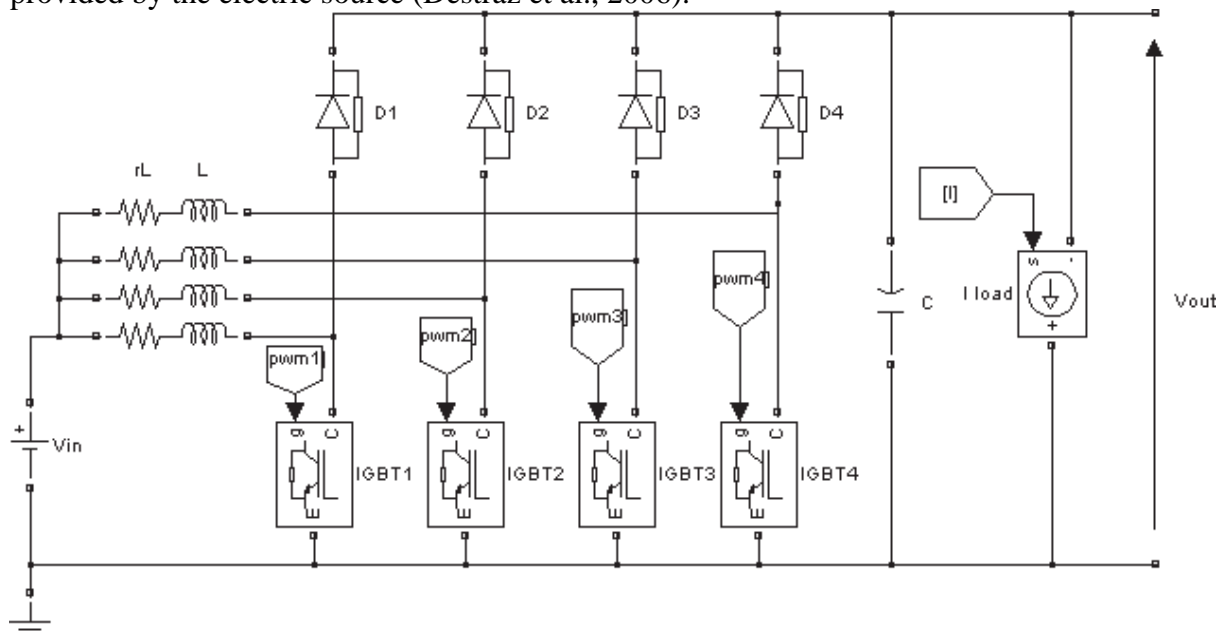 provided by the electric source (Destraz et al., 2006).
D1
D2
D3
D4
rL
L
[I]
s
-
I load
+
C
Vout
pwm1]
pwm2]
pwm3]
pwm4]
+
Vin
g
C
E
IGBT1
g
C
E
IGBT2
g
C
E
IGBT3
g
C
E
IGBT4